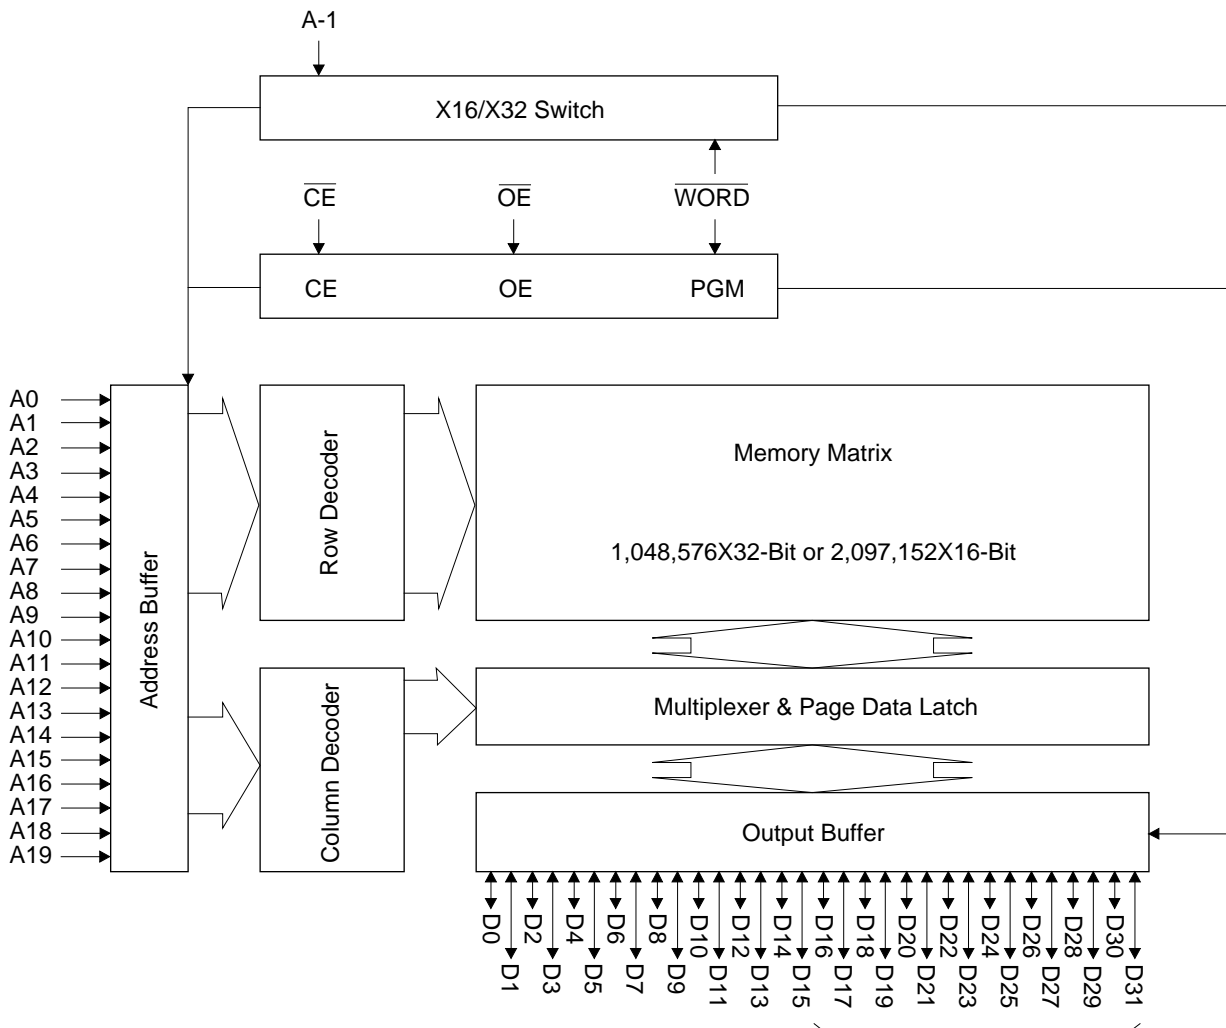 A-1
X16/X32 Switch
CE OE WORD
CE OE PGM
A0
A1
A2
A3
A4
A5
A6
A7
A8
A9
A10
A11
A12
A13
A14
A15
A16
A17
A18
A19
Address Buffer
Row Decoder
Memory Matrix
1,048,576X32-Bit or 2,097,152X16-Bit
Column Decoder
Multiplexer & Page Data Latch
Output Buffer
D0
D1
D2
D3
D4
D5
D6
D7
D8
D9
D10
D11
D12
D13
D14
D15
D16
D17
D18
D19
D20
D21
D22
D23
D24
D25
D26
D27
D28
D29
D30
D31